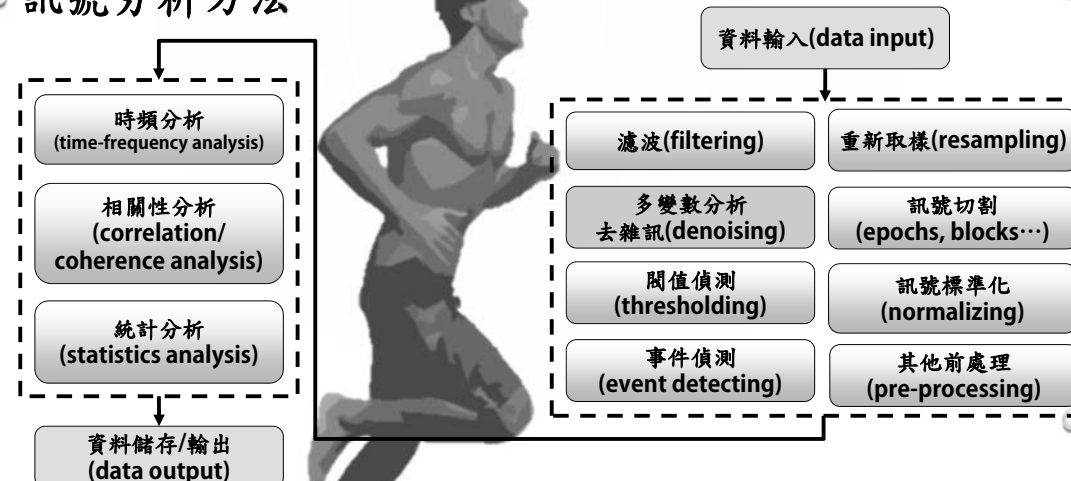 訊號分析方法
資料輸入(data input)
濾波(filtering)
重新取樣(resampling)
多變數分析
去雜訊(denoising)
訊號切割
(epochs, blocks⋯)
閥值偵測
(thresholding)
訊號標準化
(normalizing)
事件偵測
(event detecting)
其他前處理
(pre-processing)
時頻分析
(time-frequency analysis)
相關性分析
(correlation/
coherence analysis)
統計分析
(statistics analysis)
資料儲存/輸出
(data output)